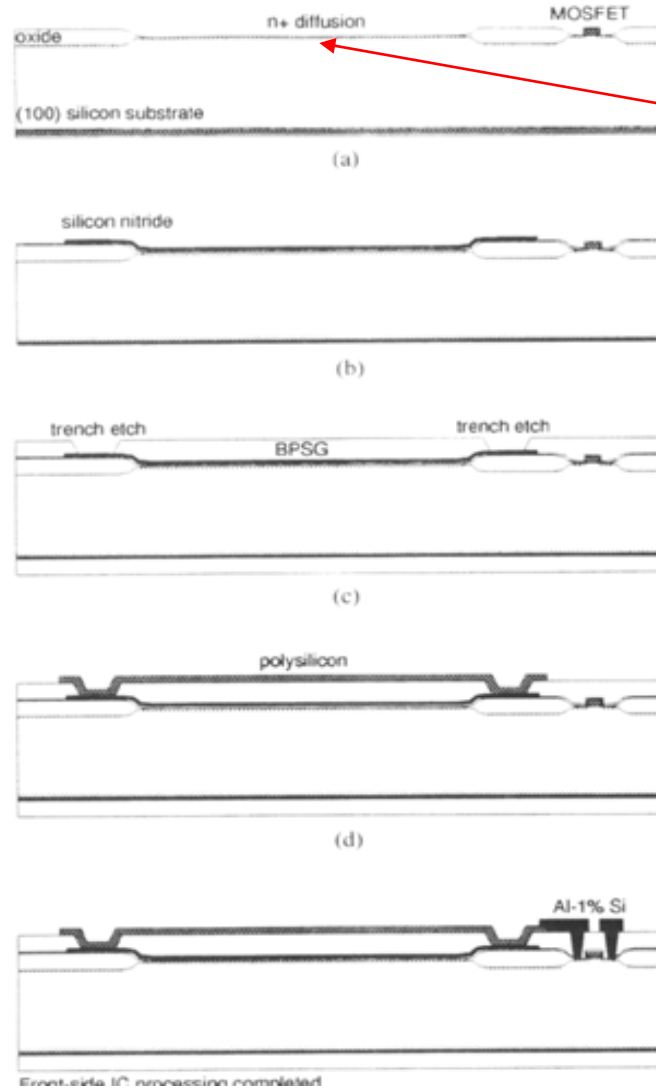 n+ diffusion
MOSFET
oxide
(100) silicon substrate
(a)
silicon nitride
(b)
trench etch
trench etch
BPSG
(c)
polysilicon
(d)
Al-1% Si
Front-side IC processing completed